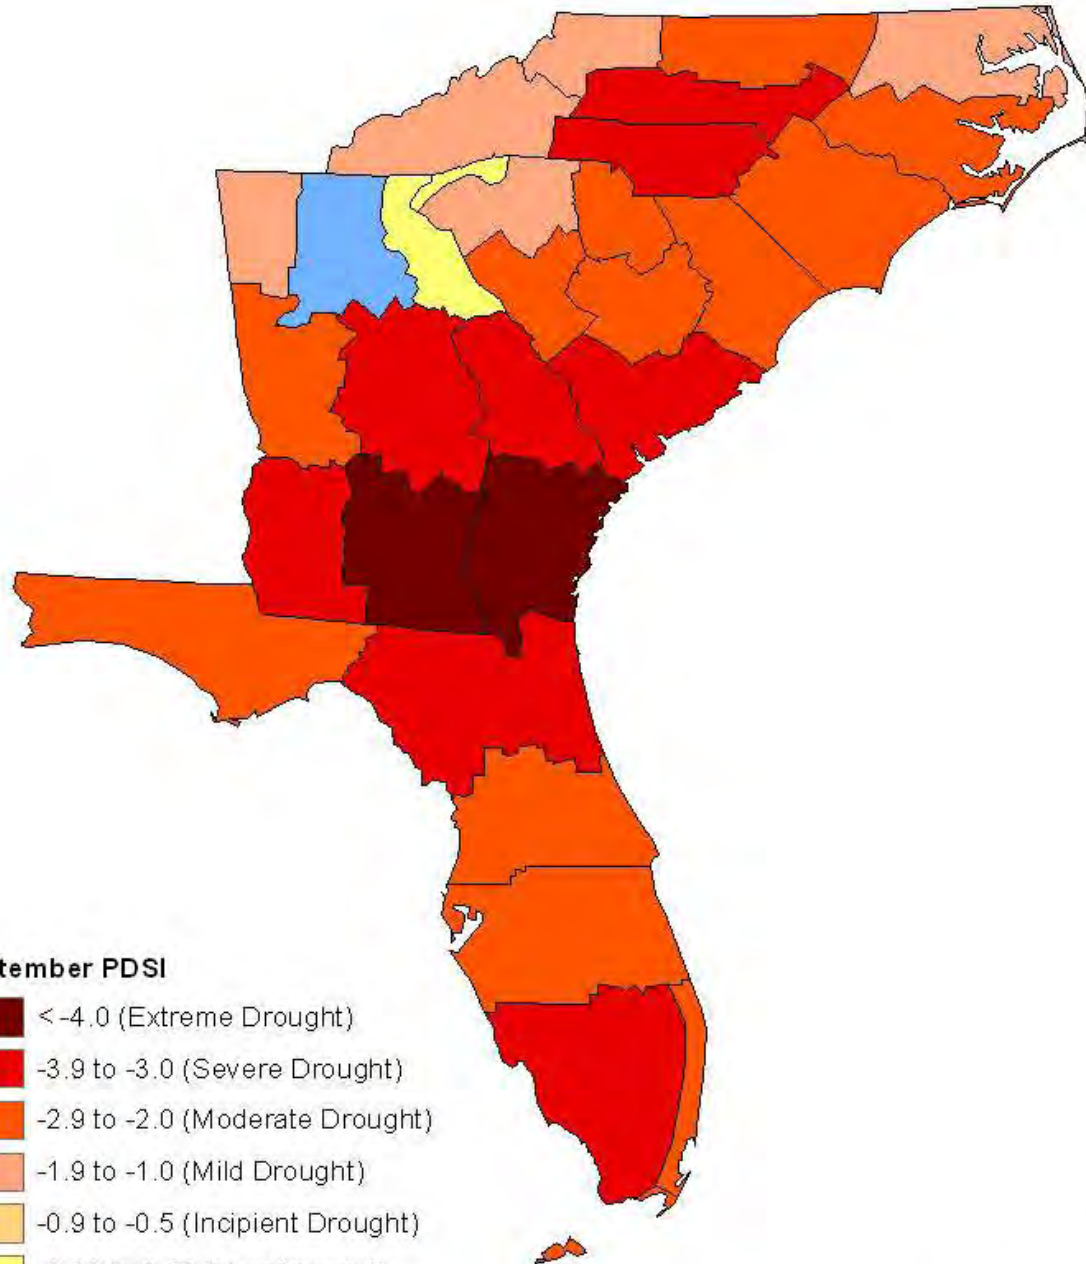 tember PDSI
< -4.0 (Extreme Drought)
-3.9 to -3.0 (Severe Drought)
-2.9 to -2.0 (Moderate Drought)
-1.9 to -1.0 (Mild Drought)
-0.9 to -0.5 (Incipient Drought)